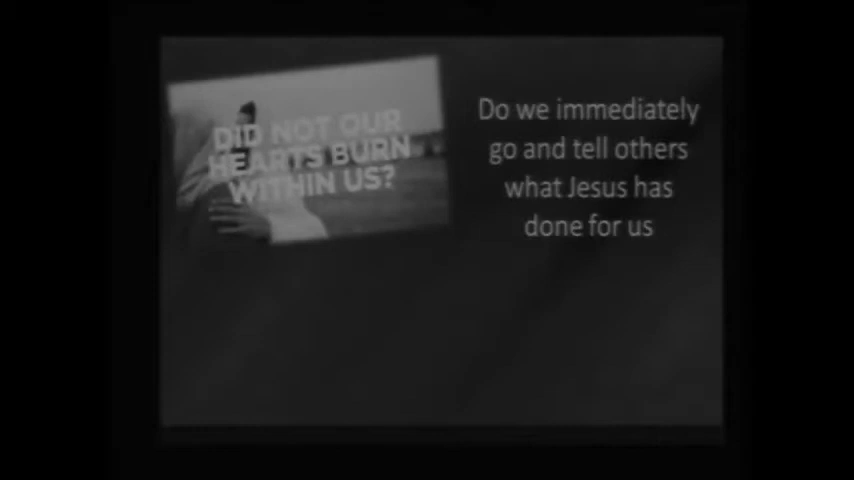 DID NOT OUR
HEARTS BURN
WITHIN US?
Do we immediately
go and tell others
what Jesus has
done for us